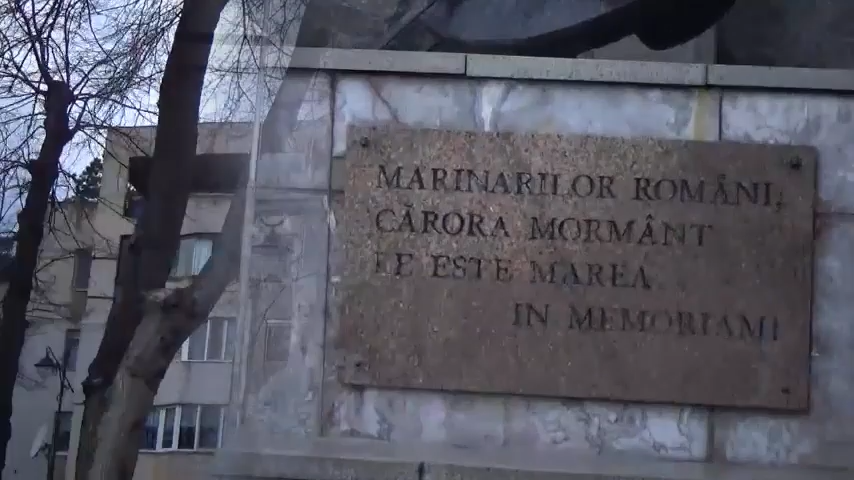 MARINARILOR ROMÂNI,
CĂRORA MORMÂNT
LE ESTE MAREA
IN MEMORIAM!